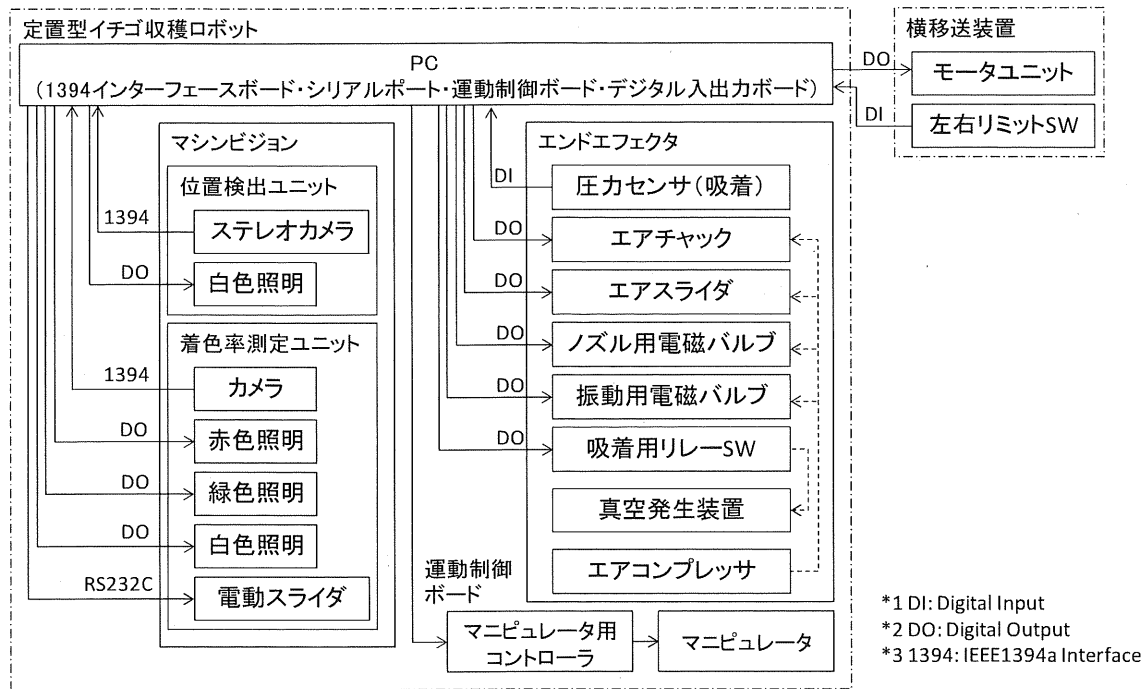 定置型イチゴ収穫ロボット
PC
(1394インターフェースボード・シリアルポート・運動制御ボード・デジタル入出力ボード)
横移送装置
DO
モータユニット
DI
左右リミットSW
マシンビジョン
位置検出ユニット
1394
ステレオカメラ
DO
白色照明
着色率測定ユニット
1394
カメラ
DO
赤色照明
DO
緑色照明
DO
白色照明
RS232C
電動スライダ
エンドエフェクタ
DI
圧力センサ(吸着)
DO
エアチャック
DO
エアスライダ
DO
ノズル用電磁バルブ
DO
振動用電磁バルブ
DO
吸着用リレーSW
真空発生装置
エアコンプレッサ
運動制御
ボード
マニピュレータ用
コントローラ
マニピュレータ
*1 DI: Digital Input
*2 DO: Digital Output
*3 1394: IEEE1394a Interface